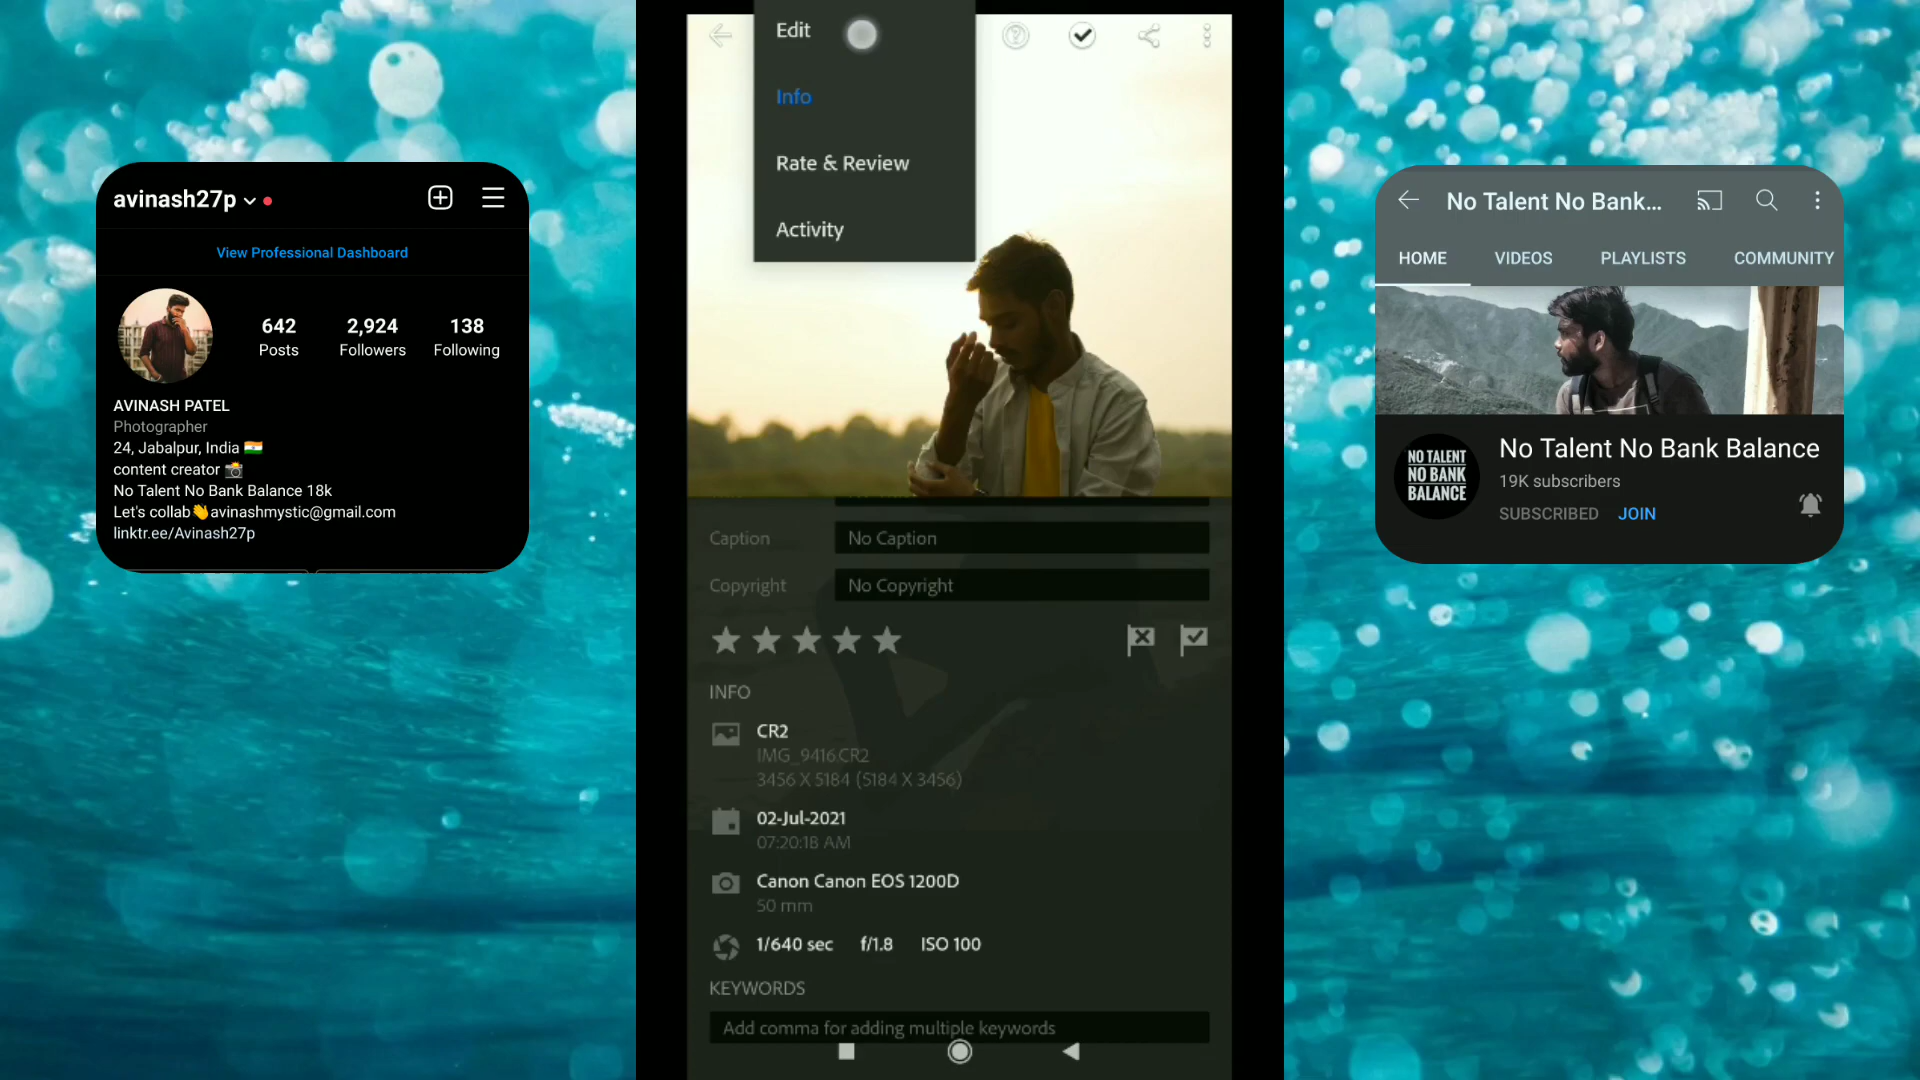 avinash27p
View Professional Dashboard
642 2,924 138
Posts Followers Following
AVINASH PATEL
Photographer
24, Jabalpur, India 🇮🇳
content creator 📸
No Talent No Bank Balance 18k
Let's collab👋avinashmystic@gmail.com
linktr.ee/Avinash27p
Edit
Info
Rate & Review
Activity
Caption No Caption
Copyright No Copyright
INFO
CR2
IMG_9416.CR2
3456 X 5184 (5184 X 3456)
02-Jul-2021
07:20:18 AM
Canon Canon EOS 1200D
50 mm
1/640 sec f/1.8 ISO 100
KEYWORDS
Add comma for adding multiple keywords
No Talent No Bank...
HOME VIDEOS PLAYLISTS COMMUNITY
NO TALENT
NO BANK
BALANCE
No Talent No Bank Balance
19K subscribers
SUBSCRIBED JOIN